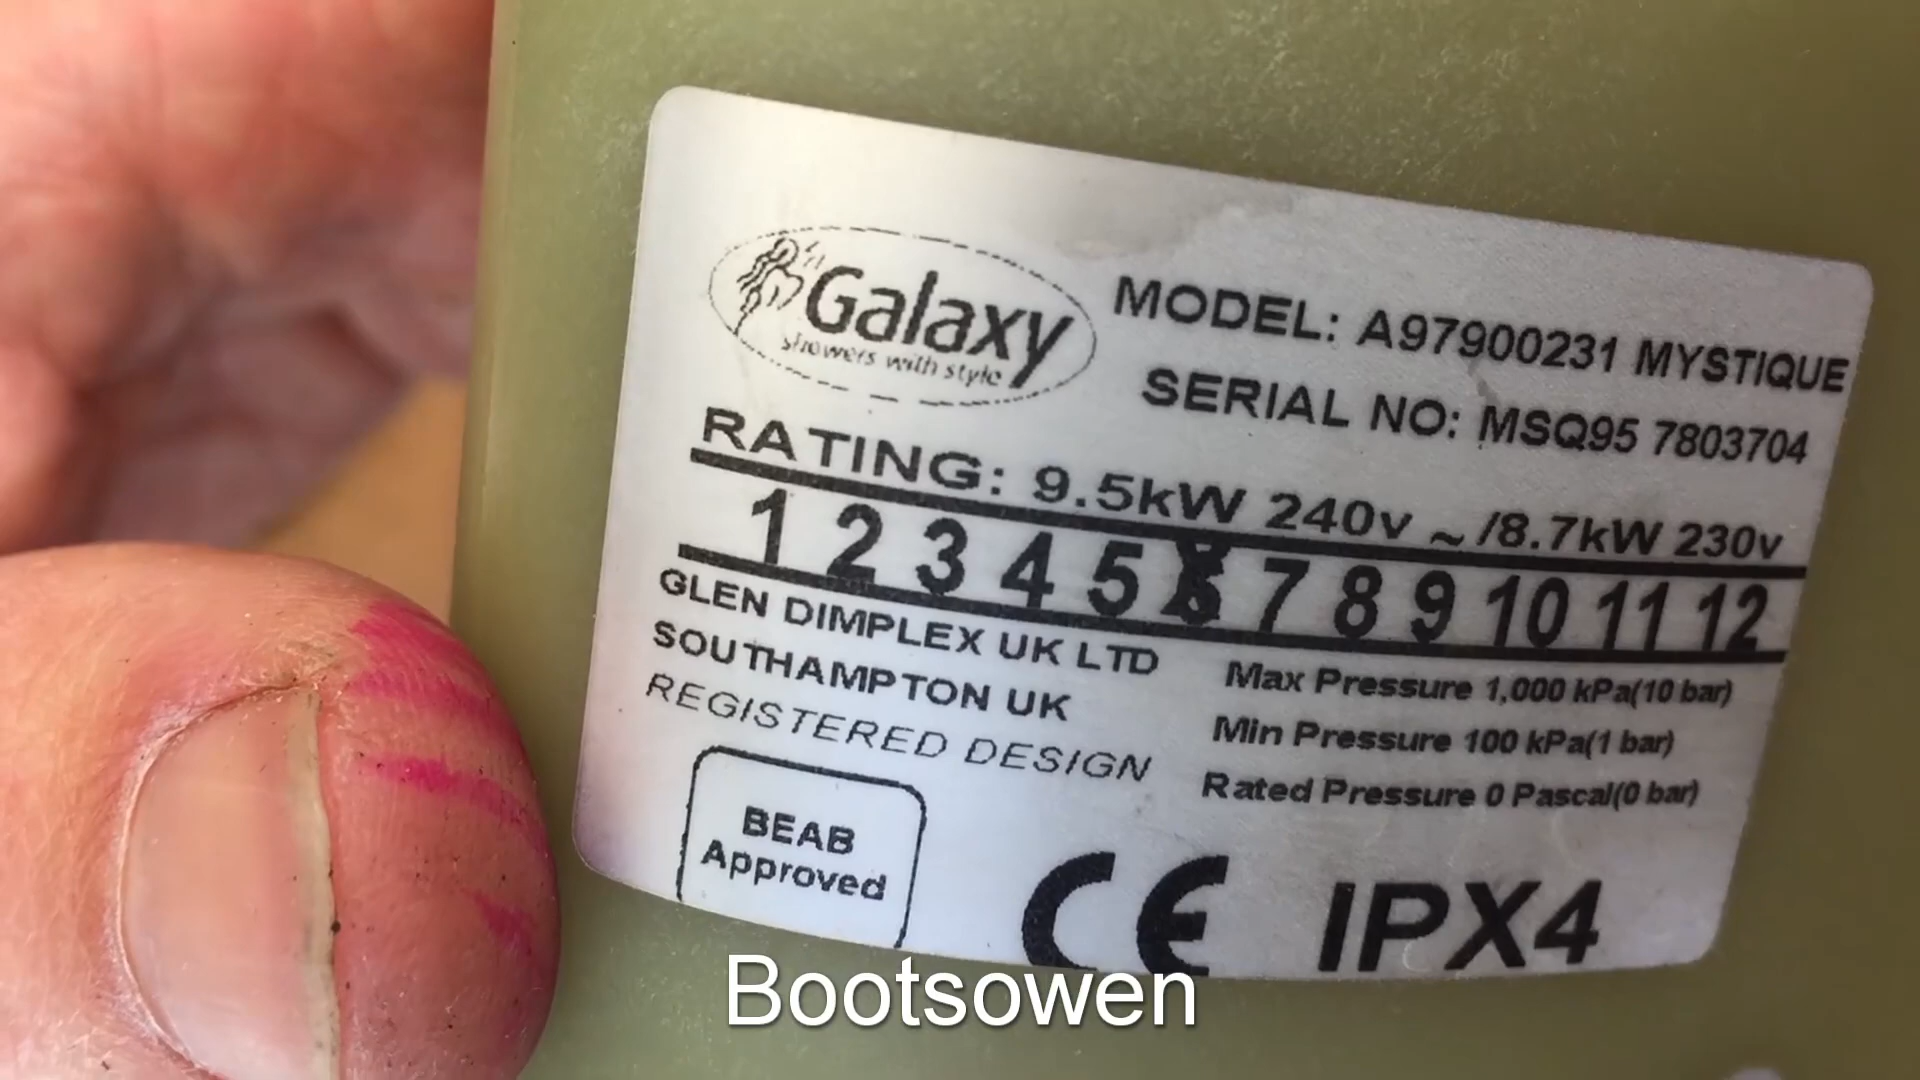 Galaxy
showers with style
MODEL: A97900231 MYSTIQUE
SERIAL NO: MSQ95 7803704
RATING: 9.5kW 240v ~ /8.7kW 230v
1 2 3 4 5 6 7 8 9 10 11 12
GLEN DIMPLEX UK LTD
SOUTHAMPTON UK
REGISTERED DESIGN
Max Pressure 1,000 kPa(10 bar)
Min Pressure 100 kPa(1 bar)
Rated Pressure 0 Pascal(0 bar)
BEAB
Approved
CE IPX4
Bootsowen